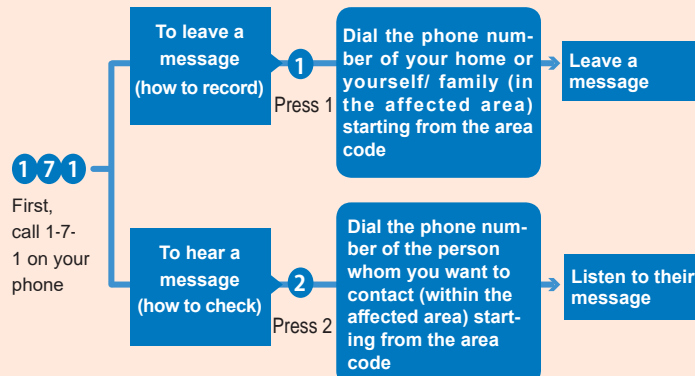 171
First,
call 1-7-
1 on your
phone
To leave a
message
(how to record)
1
Press 1
Dial the phone num-
ber of your home or
yourself/ family (in
the affected area)
starting from the area
code
Leave a
message
To hear a
message
(how to check)
2
Press 2
Dial the phone num-
ber of the person
whom you want to
contact (within the
affected area) start-
ing from the area
code
Listen to their
message